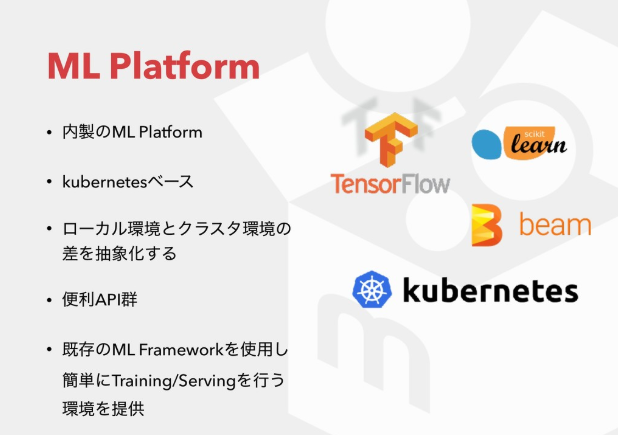 ML Platform
• 内製のML Platform
• kubernetesベース
• ローカル環境とクラスタ環境の
差を抽象化する
• 便利API群
• 既存のML Frameworkを使用し
簡単にTraining/Servingを行う
環境を提供
TensorFlow
scikit
learn
beam
kubernetes